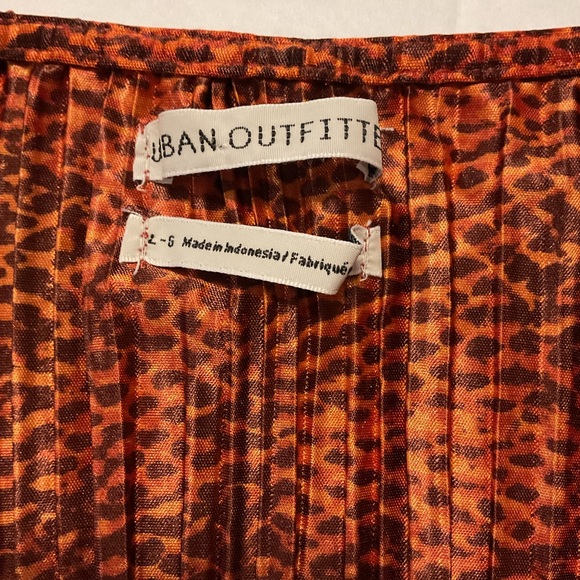 UBAN OUTFITTE
L - G Made in Indonesia / Fabriqué